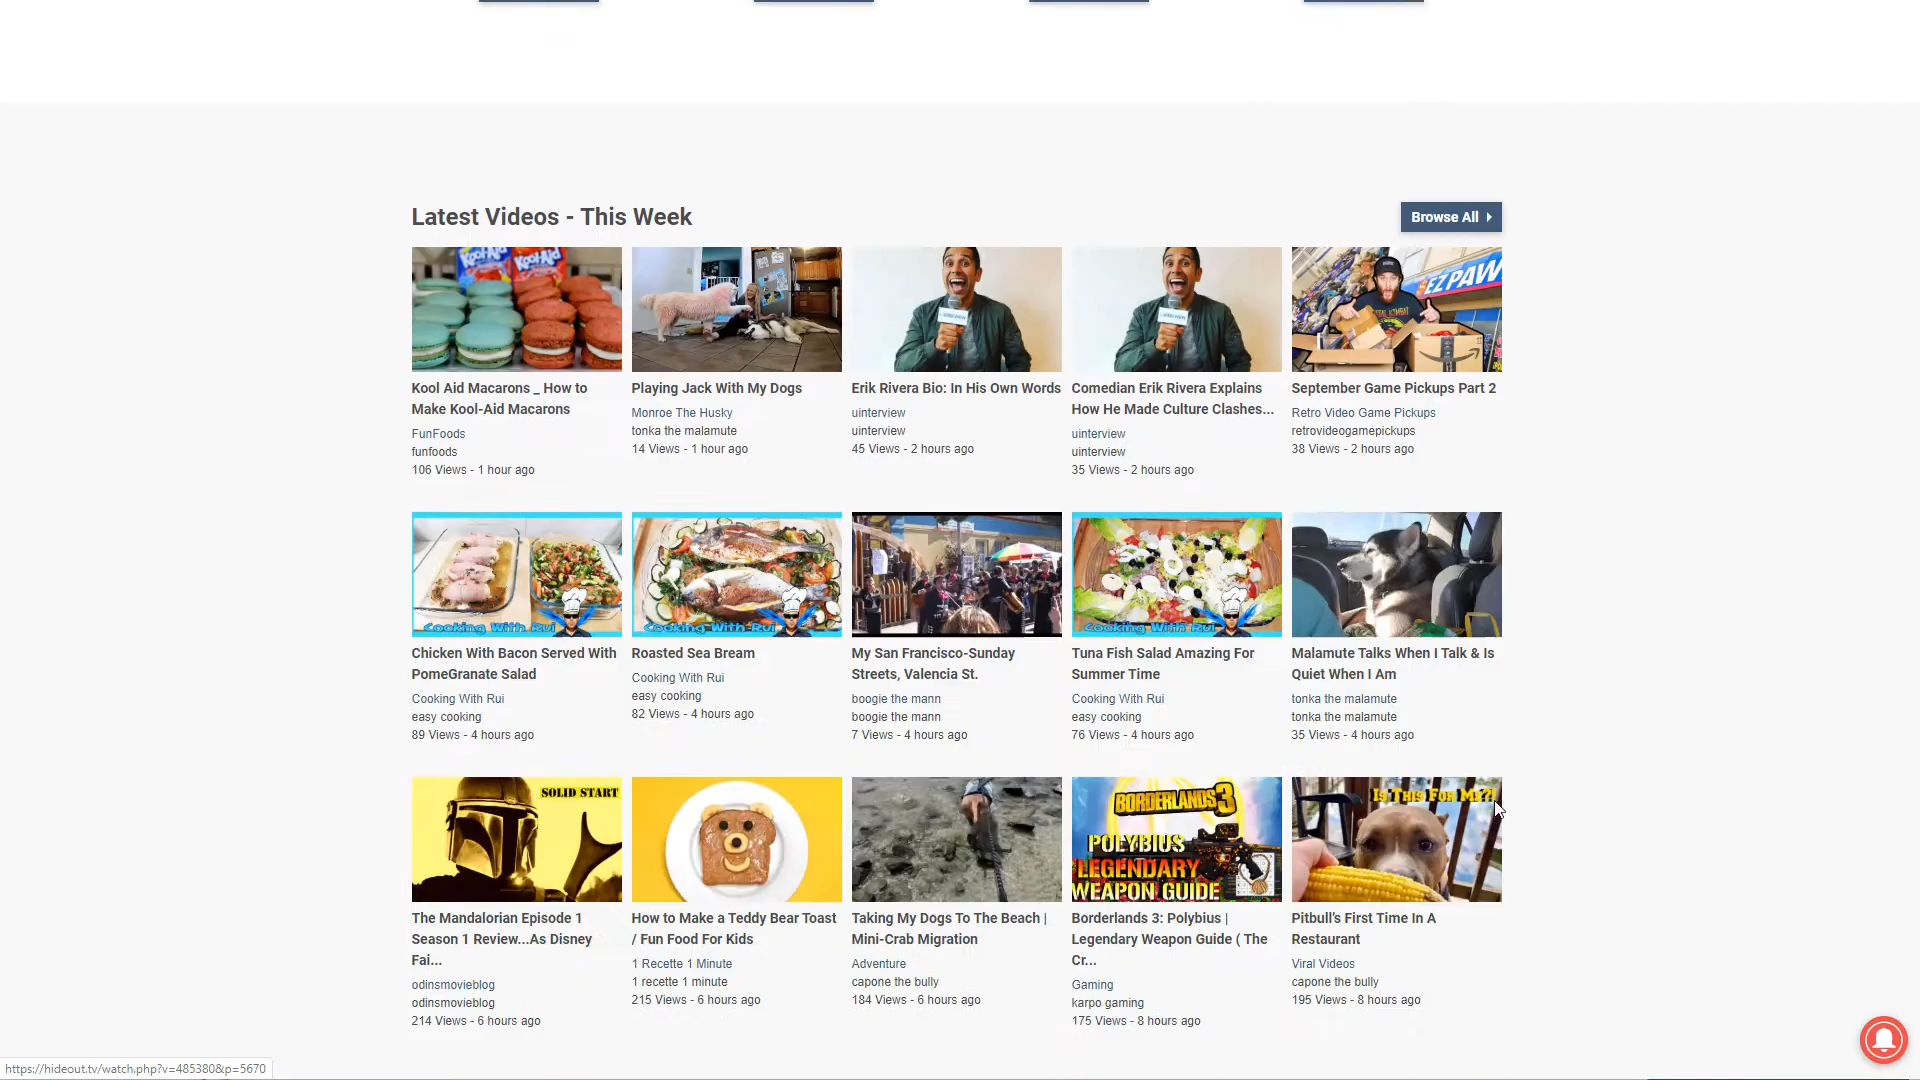 Latest Videos - This Week
Browse All
Kool-Aid Kool-Aid
EZPAW
Kool Aid Macarons _ How to
Make Kool-Aid Macarons
FunFoods
funfoods
106 Views - 1 hour ago
Playing Jack With My Dogs
Monroe The Husky
tonka the malamute
14 Views - 1 hour ago
Erik Rivera Bio: In His Own Words
uinterview
uinterview
45 Views - 2 hours ago
Comedian Erik Rivera Explains
How He Made Culture Clashes...
uinterview
uinterview
35 Views - 2 hours ago
September Game Pickups Part 2
Retro Video Game Pickups
retrovideogamepickups
38 Views - 2 hours ago
Cooking With Rui
Cooking With Rui
Cooking With Rui
Chicken With Bacon Served With
PomeGranate Salad
Cooking With Rui
easy cooking
89 Views - 4 hours ago
Roasted Sea Bream
Cooking With Rui
easy cooking
82 Views - 4 hours ago
My San Francisco-Sunday
Streets, Valencia St.
boogie the mann
boogie the mann
7 Views - 4 hours ago
Tuna Fish Salad Amazing For
Summer Time
Cooking With Rui
easy cooking
76 Views - 4 hours ago
Malamute Talks When I Talk & Is
Quiet When I Am
tonka the malamute
tonka the malamute
35 Views - 4 hours ago
SOLID START
BORDERLANDS 3
POLYBIUS
LEGENDARY
WEAPON GUIDE
Is This For Me?!
The Mandalorian Episode 1
Season 1 Review...As Disney
Fai...
odinsmovieblog
odinsmovieblog
214 Views - 6 hours ago
How to Make a Teddy Bear Toast
/ Fun Food For Kids
1 Recette 1 Minute
1 recette 1 minute
215 Views - 6 hours ago
Taking My Dogs To The Beach |
Mini-Crab Migration
Adventure
capone the bully
184 Views - 6 hours ago
Borderlands 3: Polybius |
Legendary Weapon Guide ( The
Cr...
Gaming
karpo gaming
175 Views - 8 hours ago
Pitbull's First Time In A
Restaurant
Viral Videos
capone the bully
195 Views - 8 hours ago
https://hideout.tv/watch.php?v=485380&p=5670